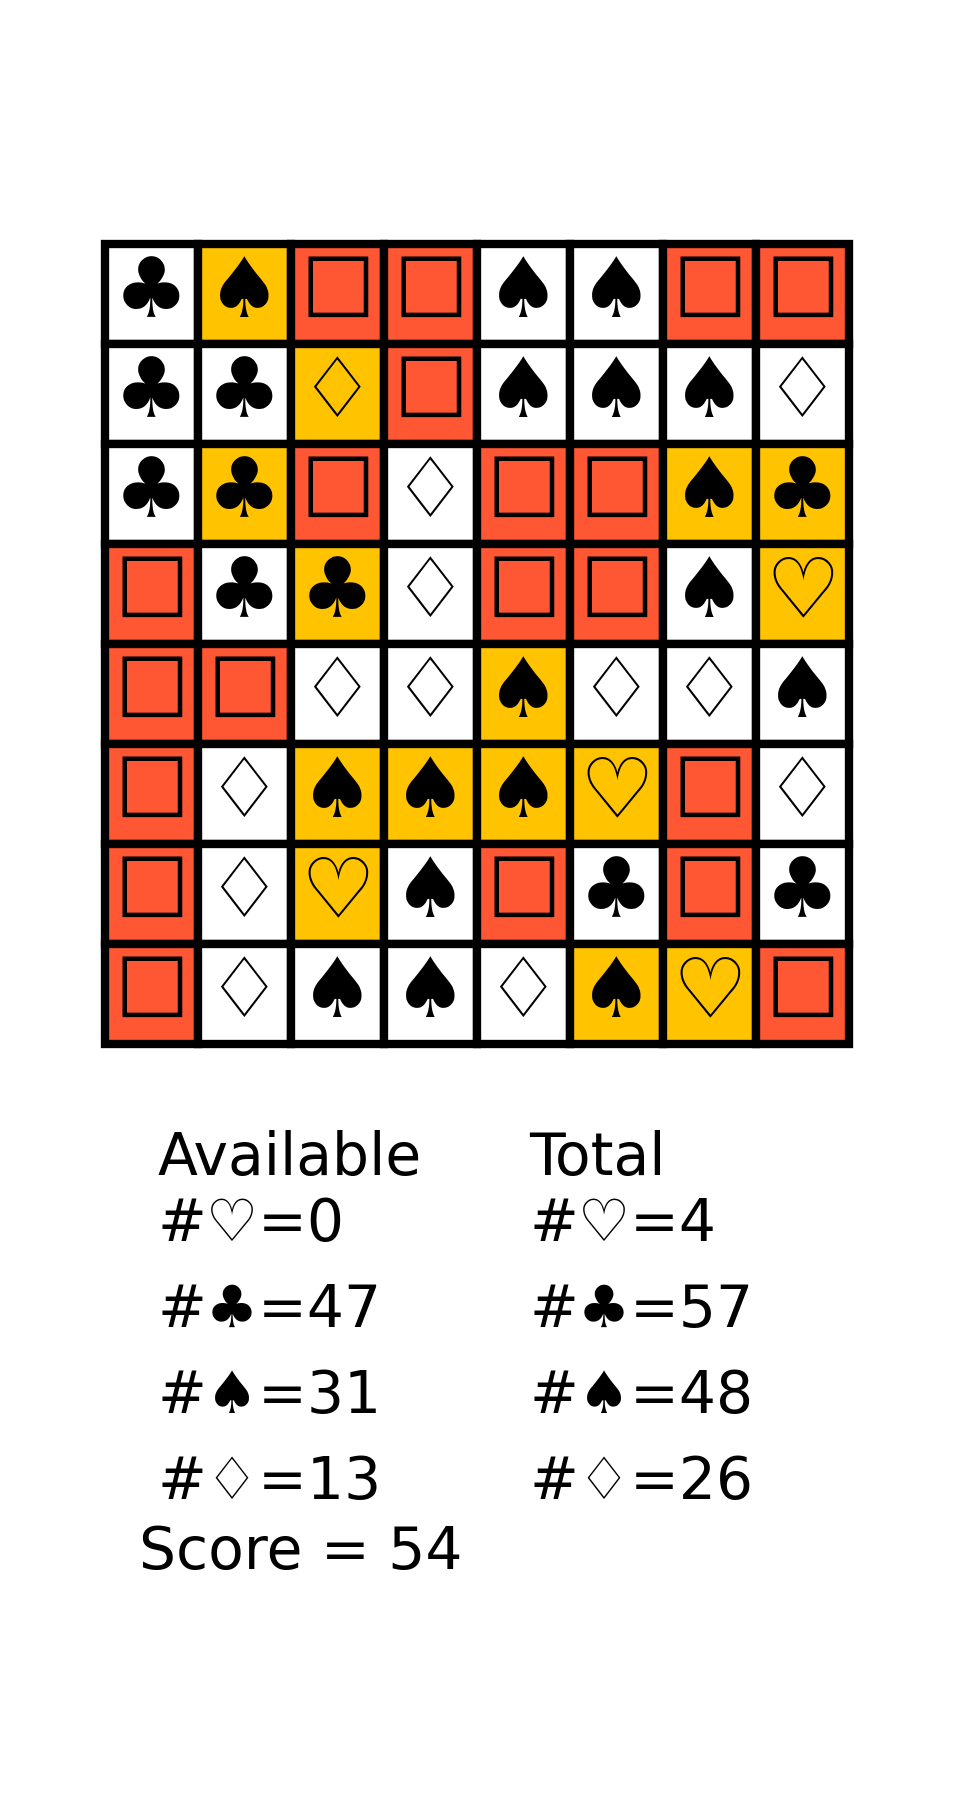 ♣ ♠ □ □ ♠ ♠ □ □
♣ ♣ ♢ □ ♠ ♠ ♠ ♢
♣ ♣ □ ♢ □ □ ♠ ♣
□ ♣ ♣ ♢ □ □ ♠ ♡
□ □ ♢ ♢ ♠ ♢ ♢ ♠
□ ♢ ♠ ♠ ♠ ♡ □ ♢
□ ♢ ♡ ♠ □ ♣ □ ♣
□ ♢ ♠ ♠ ♢ ♠ ♡ □
Available Total
#♡=0 #♡=4
#♣=47 #♣=57
#♠=31 #♠=48
#♢=13 #♢=26
Score = 54